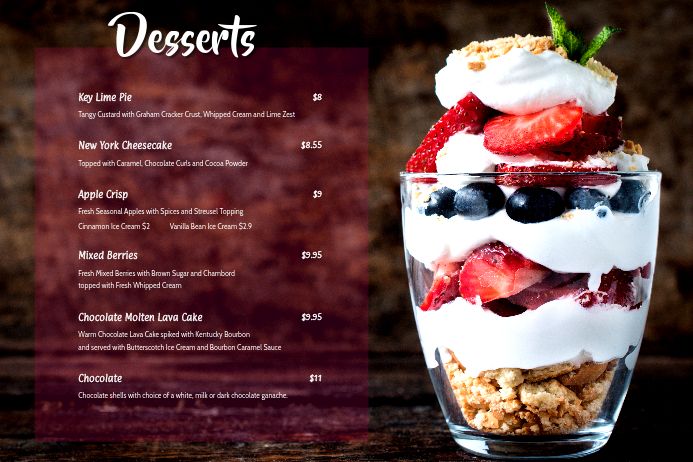 Desserts
Key Lime Pie $8
Tangy Custard with Graham Cracker Crust, Whipped Cream and Lime Zest
New York Cheesecake $8.55
Topped with Caramel, Chocolate Curls and Cocoa Powder
Apple Crisp $9
Fresh Seasonal Apples with Spices and Streusel Topping
Cinnamon Ice Cream $2 Vanilla Bean Ice Cream $2.9
Mixed Berries $9.95
Fresh Mixed Berries with Brown Sugar and Chambord
topped with Fresh Whipped Cream
Chocolate Molten Lava Cake $9.95
Warm Chocolate Lava Cake spiked with Kentucky Bourbon
and served with Butterscotch Ice Cream and Bourbon Caramel Sauce
Chocolate $11
Chocolate shells with choice of a white, milk or dark chocolate ganache.